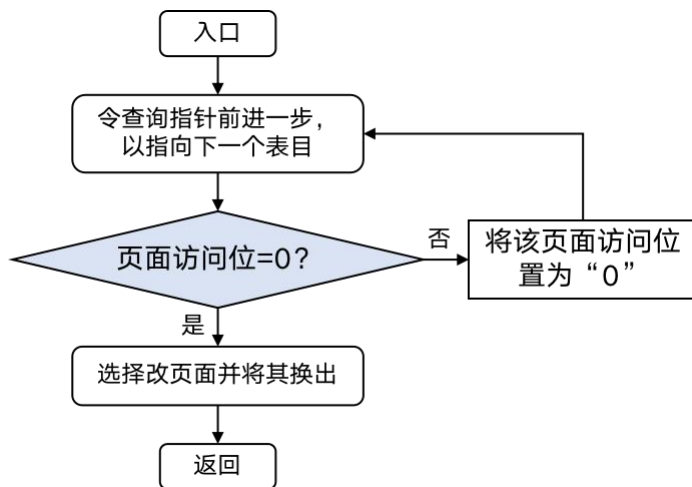 入口
令查询指针前进一步，
以指向下一个表目
页面访问位=0？
否
将该页面访问位
置为“0”
是
选择改页面并将其换出
返回